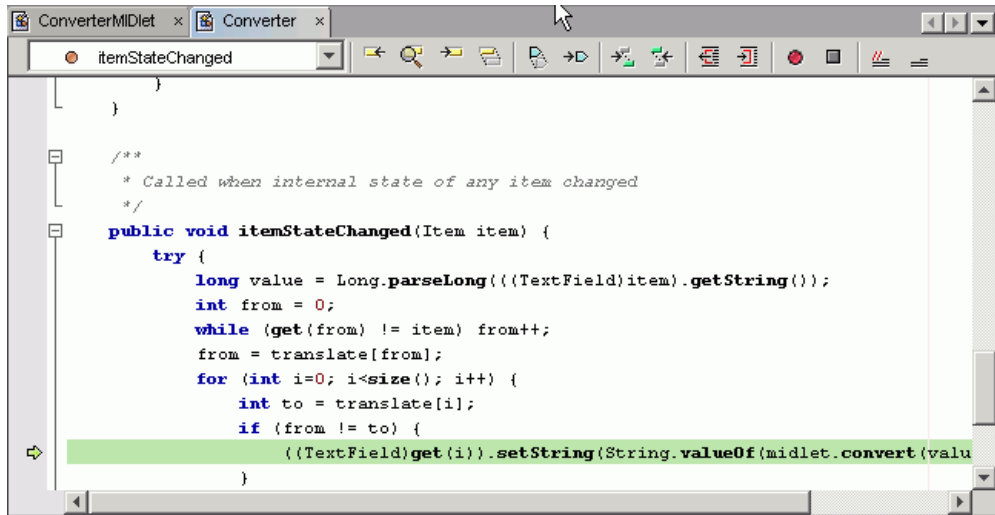 ConverterMIDlet × Converter ×
itemStateChanged
}
}
/**
* Called when internal state of any item changed
*/
public void itemStateChanged(Item item) {
try {
long value = Long.parseLong(((TextField)item).getString());
int from = 0;
while (get(from) != item) from++;
from = translate[from];
for (int i=0; i<size(); i++) {
int to = translate[i];
if (from != to) {
((TextField)get(i)).setString(String.valueOf(midlet.convert(valu
}